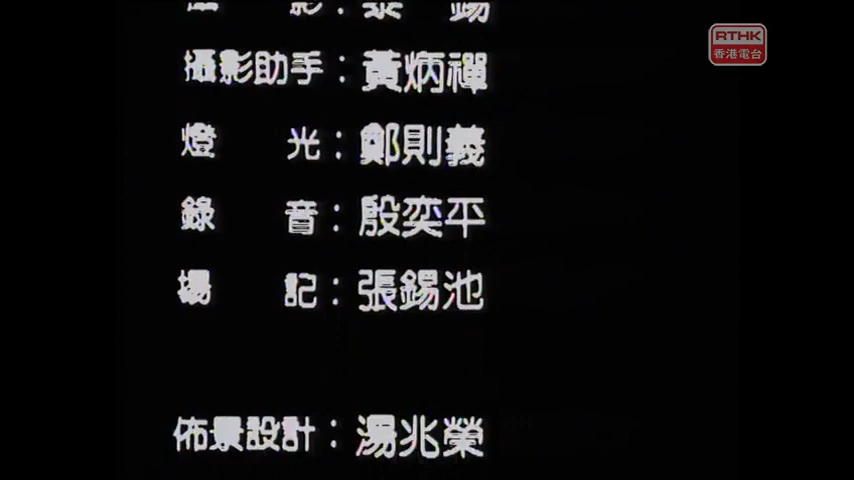 攝影助手：黃炳禪
燈光：鄭則義
錄音：殷奕平
場記：張錫池
佈景設計：湯兆榮
RTHK
香港電台